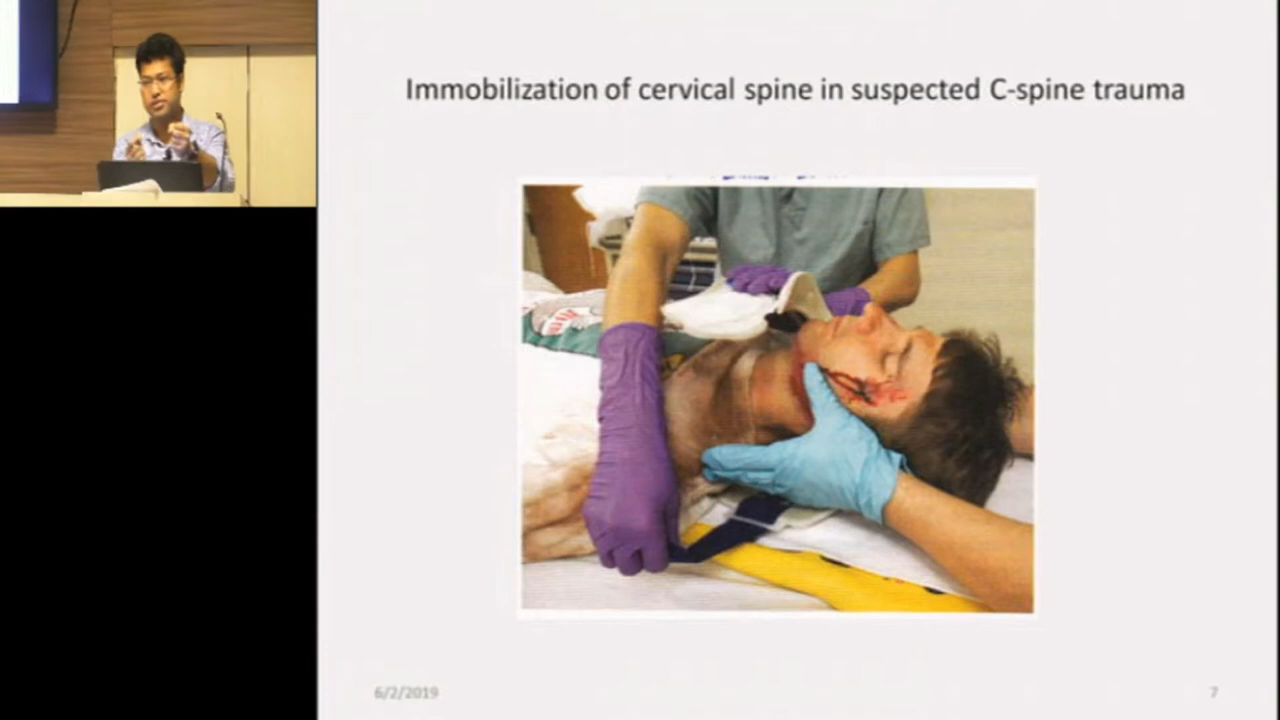 Immobilization of cervical spine in suspected C-spine trauma
6/2/2019
7